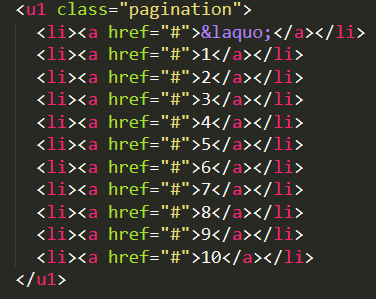 <u1 class="pagination">
<li><a href="#">&laquo;</a></li>
<li><a href="#">1</a></li>
<li><a href="#">2</a></li>
<li><a href="#">3</a></li>
<li><a href="#">4</a></li>
<li><a href="#">5</a></li>
<li><a href="#">6</a></li>
<li><a href="#">7</a></li>
<li><a href="#">8</a></li>
<li><a href="#">9</a></li>
<li><a href="#">10</a></li>
</u1>